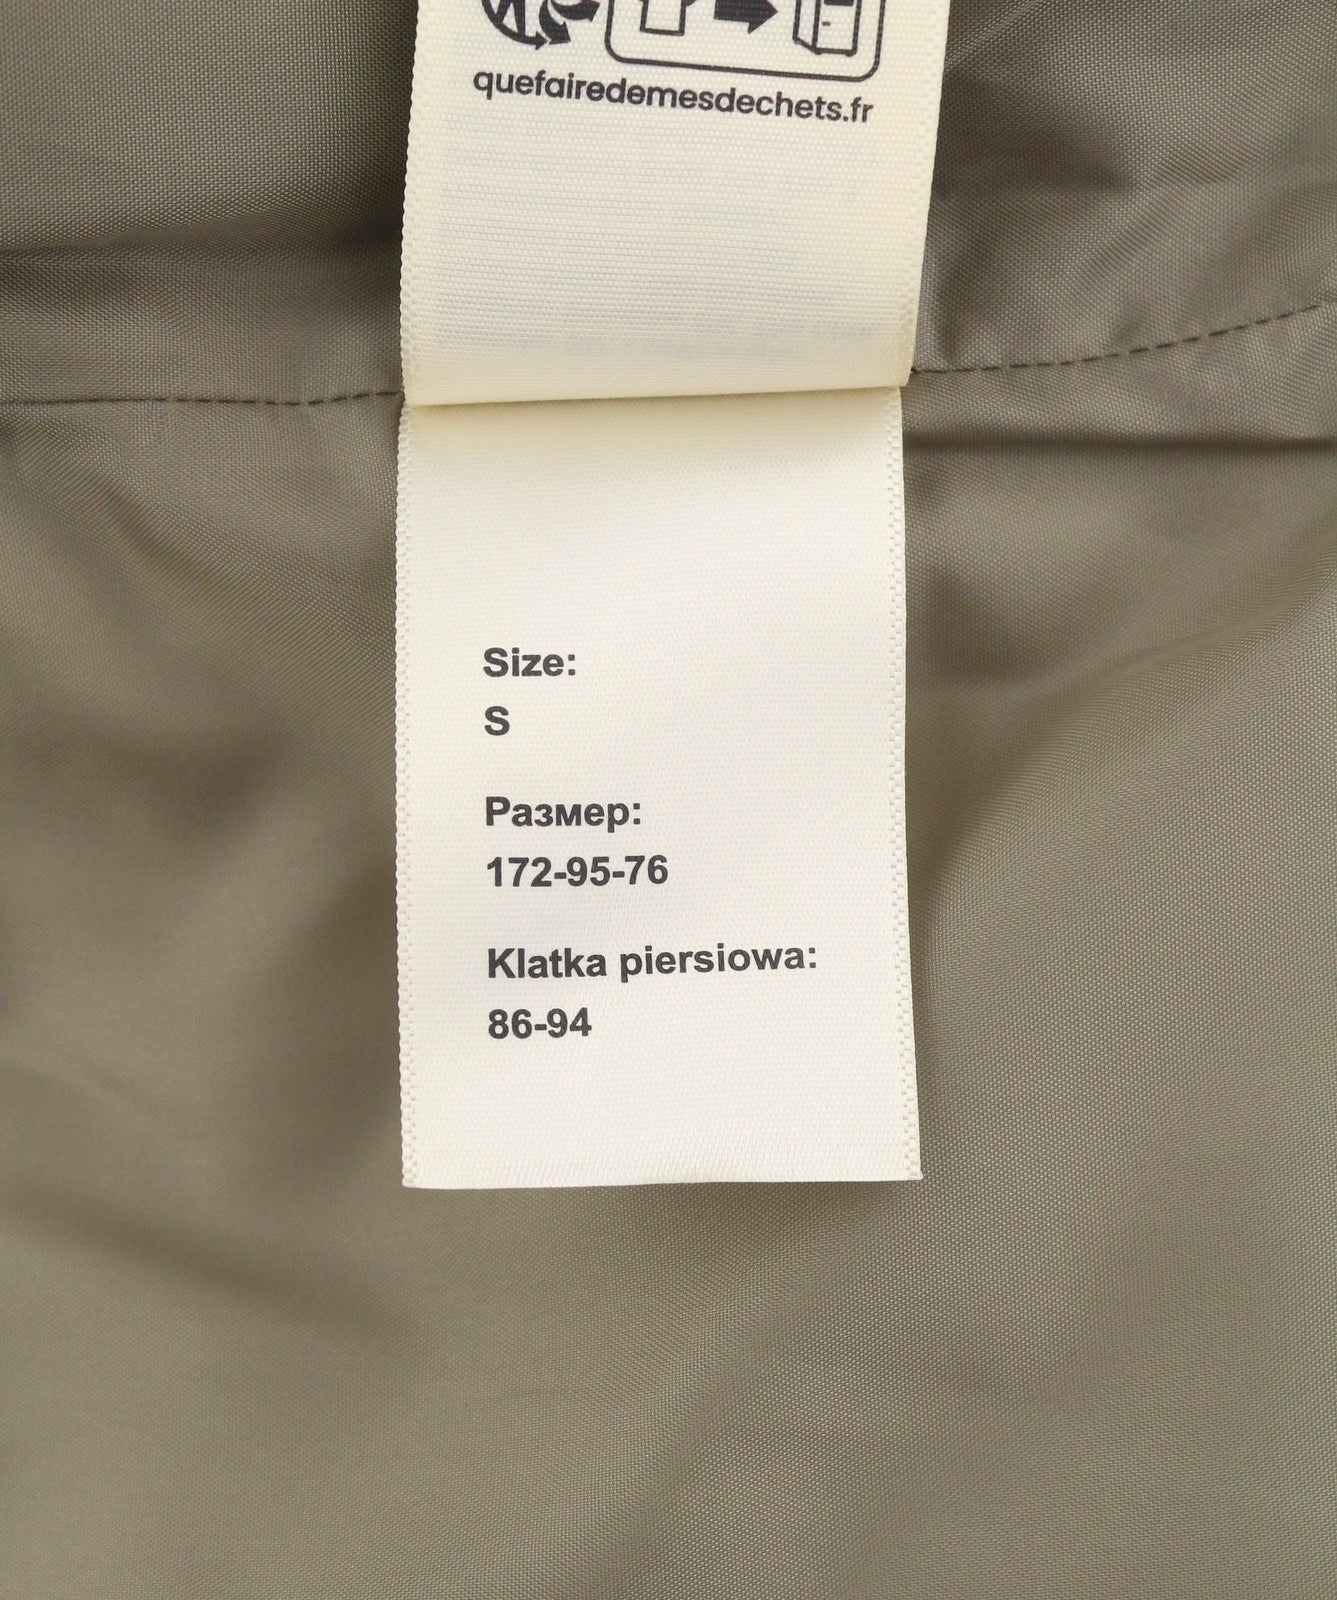 quefairedemesdechets.fr
Size:
S
Размер:
172-95-76
Klatka piersiowa:
86-94